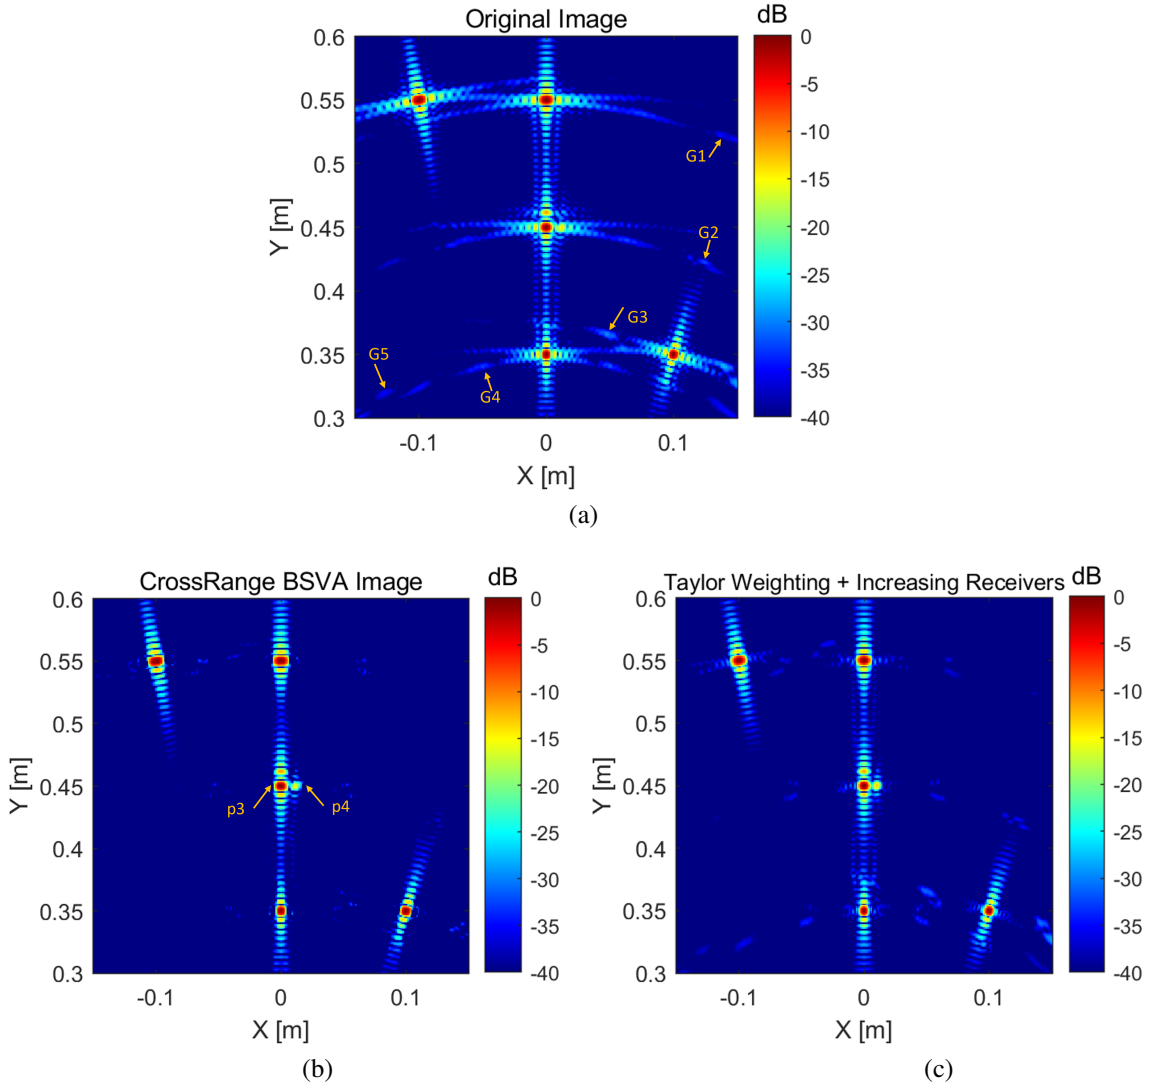 Original Image
dB
0.6
0.55
0.5
0.45
0.4
0.35
0.3
Y [m]
-0.1
0
0.1
X [m]
G1
G2
G3
G4
G5
0
-5
-10
-15
-20
-25
-30
-35
-40
(a)
CrossRange BSVA Image
dB
0.6
0.55
0.5
0.45
0.4
0.35
0.3
Y [m]
-0.1
0
0.1
X [m]
p3
p4
0
-5
-10
-15
-20
-25
-30
-35
-40
(b)
Taylor Weighting + Increasing Receivers
dB
0.6
0.55
0.5
0.45
0.4
0.35
0.3
Y [m]
-0.1
0
0.1
X [m]
0
-5
-10
-15
-20
-25
-30
-35
-40
(c)